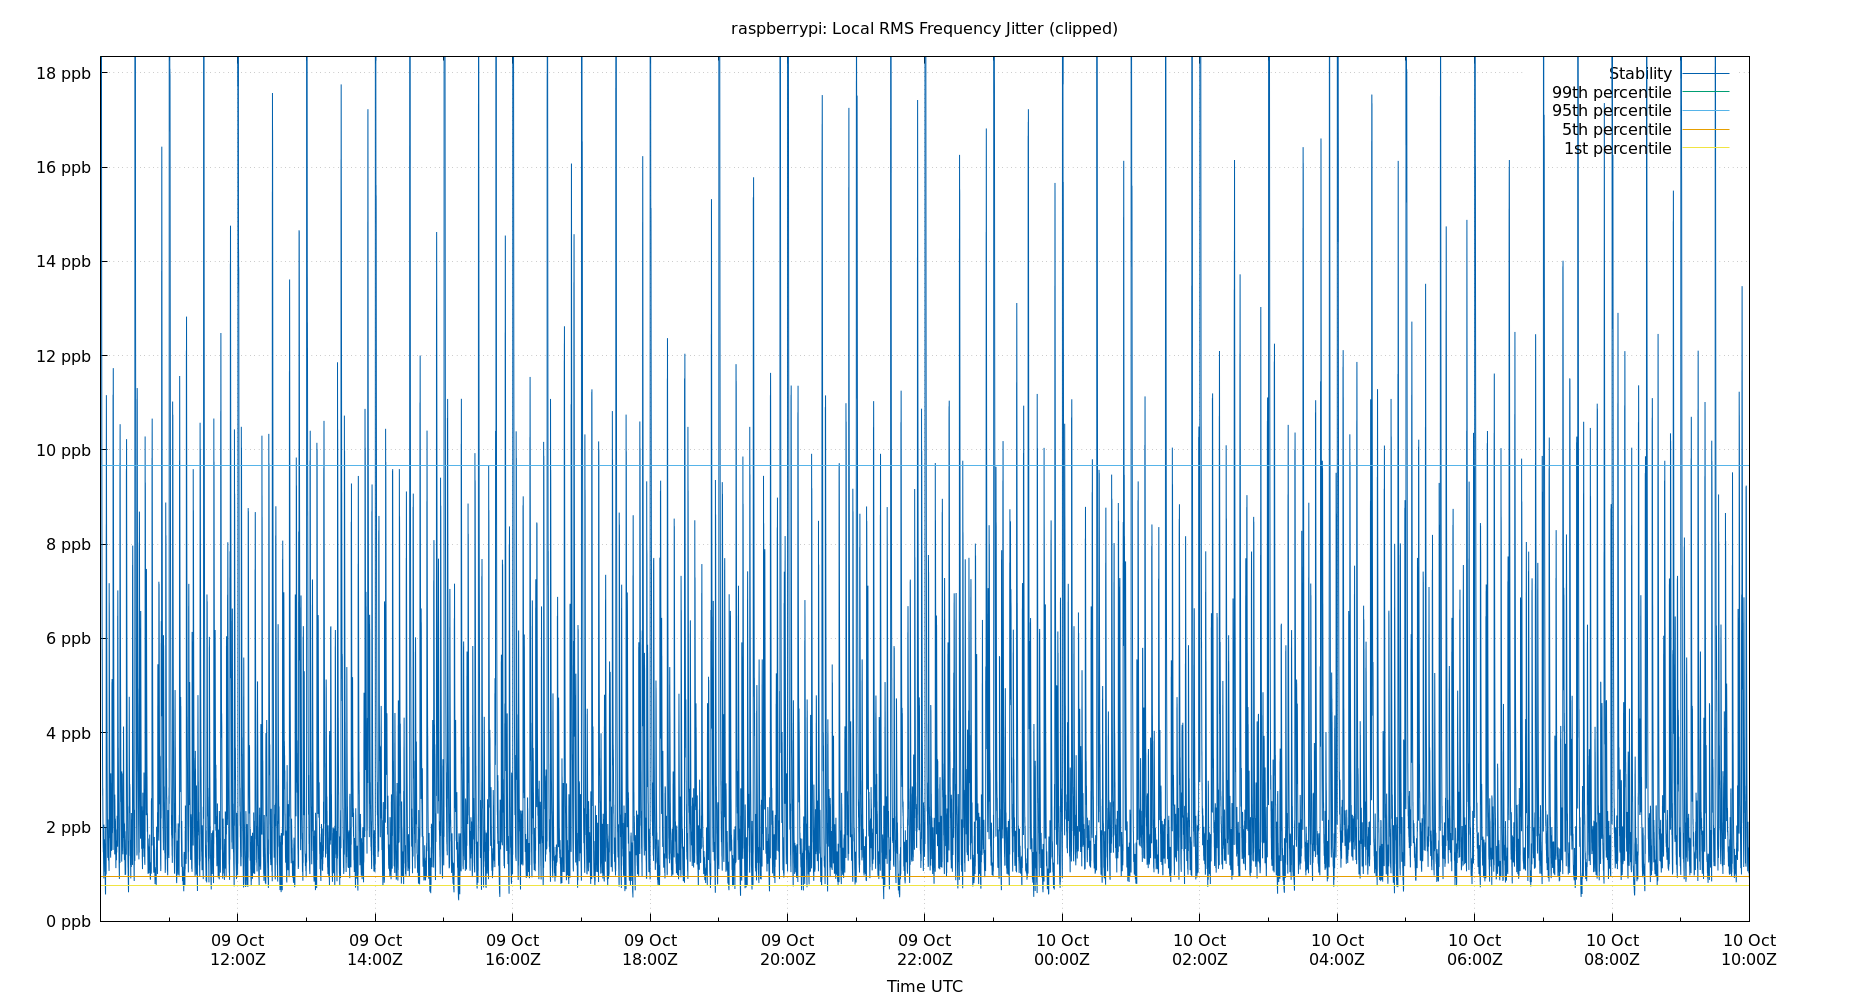 raspberrypi: Local RMS Frequency Jitter (clipped)
18 ppb
16 ppb
14 ppb
12 ppb
10 ppb
8 ppb
6 ppb
4 ppb
2 ppb
0 ppb
Stability
99th percentile
95th percentile
5th percentile
1st percentile
09 Oct 09 Oct 09 Oct 09 Oct 09 Oct 09 Oct 10 Oct 10 Oct 10 Oct 10 Oct 10 Oct 10 Oct
12:00Z 14:00Z 16:00Z 18:00Z 20:00Z 22:00Z 00:00Z 02:00Z 04:00Z 06:00Z 08:00Z 10:00Z
Time UTC